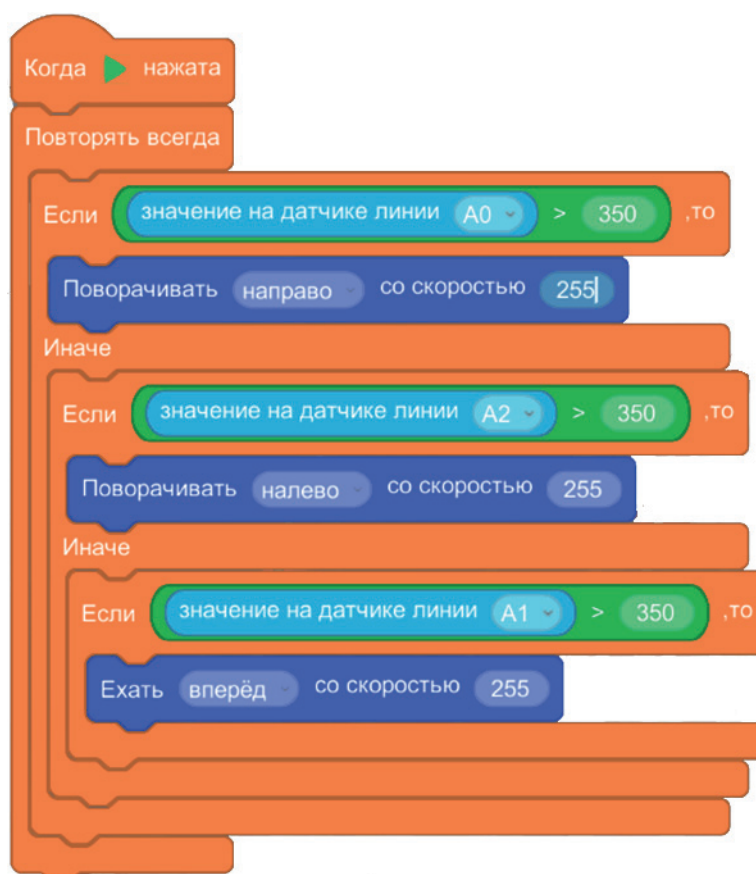 Когда нажата
Повторять всегда
Если значение на датчике линии A0 > 350 ,то
Поворачивать направо со скоростью 255
Иначе
Если значение на датчике линии A2 > 350 ,то
Поворачивать налево со скоростью 255
Иначе
Если значение на датчике линии A1 > 350 ,то
Ехать вперёд со скоростью 255